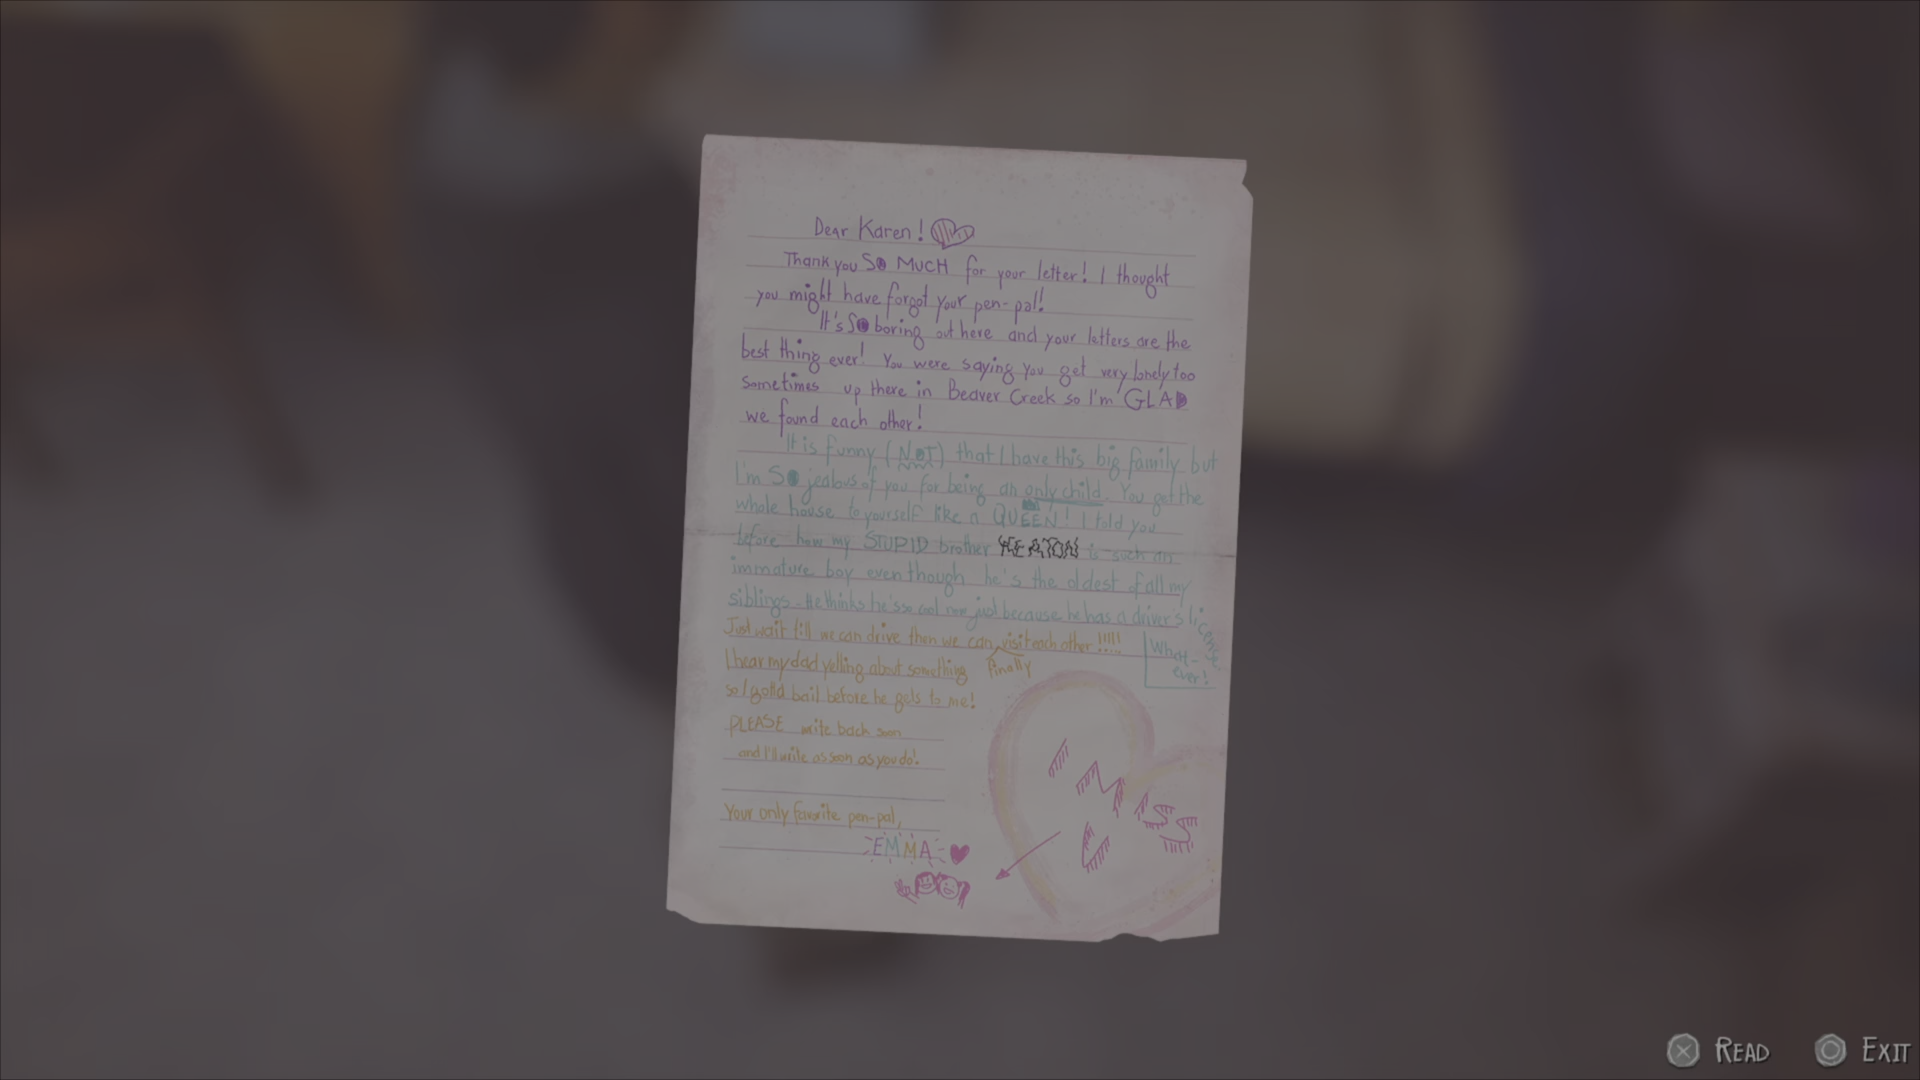 Dear Karen!
Thank you SO MUCH for your letter! I thought
you might have forgot your pen-pal!
It's SO boring out here and your letters are the
best thing ever! You were saying you get very lonely too
sometimes up there in Beaver Creek so I'm GLAD
we found each other!
It is funny (NOT) that I have this big family but
I'm SO jealous of you for being an only child. You get the
whole house to yourself like a QUEEN! I told you
before how my STUPID brother KEATON is such an
immature boy even though he's the oldest of all my
siblings. He thinks he's so cool now just because he has a driver's license
What-
ever!
Just wait till we can drive then we can visit each other!!!!!
finally
I hear my dad yelling about something
so I gotta bail before he gets to me!
PLEASE write back soon
and I'll write as soon as you do!
Your only favorite pen-pal,
EMMA
I MISS U
READ
EXIT